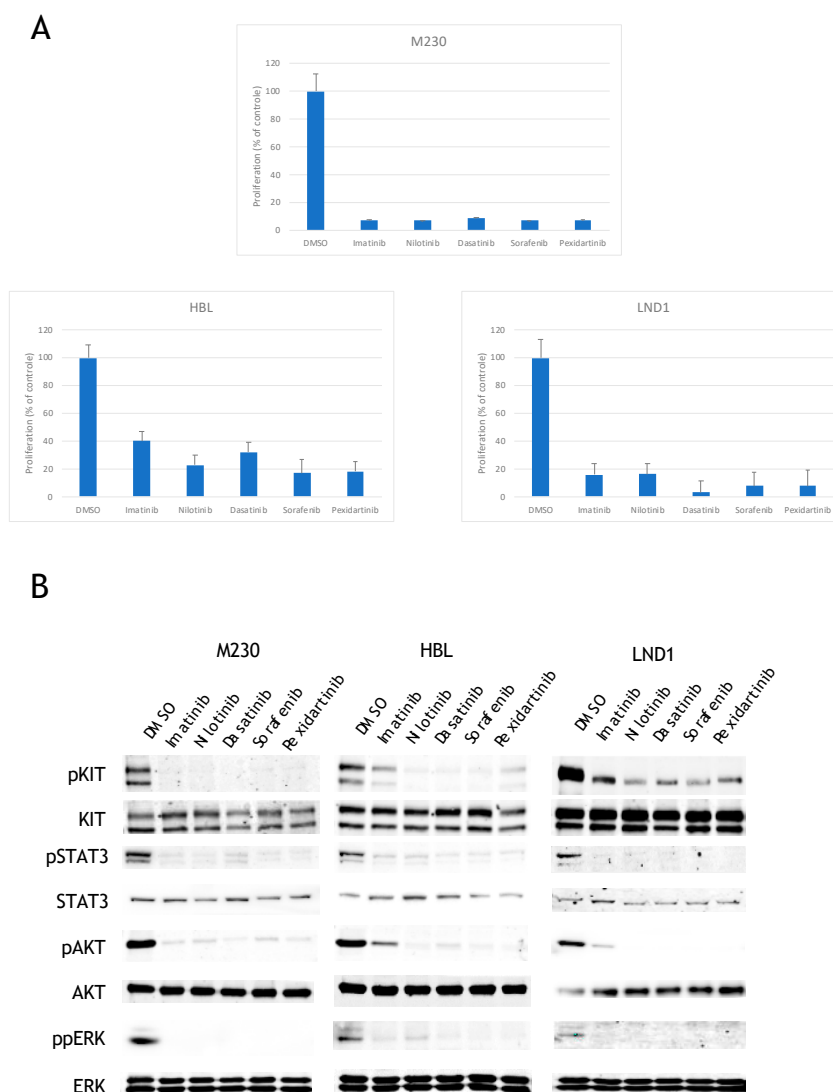 A
M230
Proliferation (% of controle)
120
100
80
60
40
20
0
DMSO Imatinib Nilotinib Dasatinib Sorafenib Pexidartinib
HBL
Proliferation (% of controle)
120
100
80
60
40
20
0
DMSO Imatinib Nilotinib Dasatinib Sorafenib Pexidartinib
LND1
Proliferation (% of controle)
120
100
80
60
40
20
0
DMSO Imatinib Nilotinib Dasatinib Sorafenib Pexidartinib
B
M230 HBL LND1
DMSO Imatinib Nilotinib Dasatinib Sorafenib Pexidartinib DMSO Imatinib Nilotinib Dasatinib Sorafenib Pexidartinib DMSO Imatinib Nilotinib Dasatinib Sorafenib Pexidartinib
pKIT
KIT
pSTAT3
STAT3
pAKT
AKT
ppERK
ERK